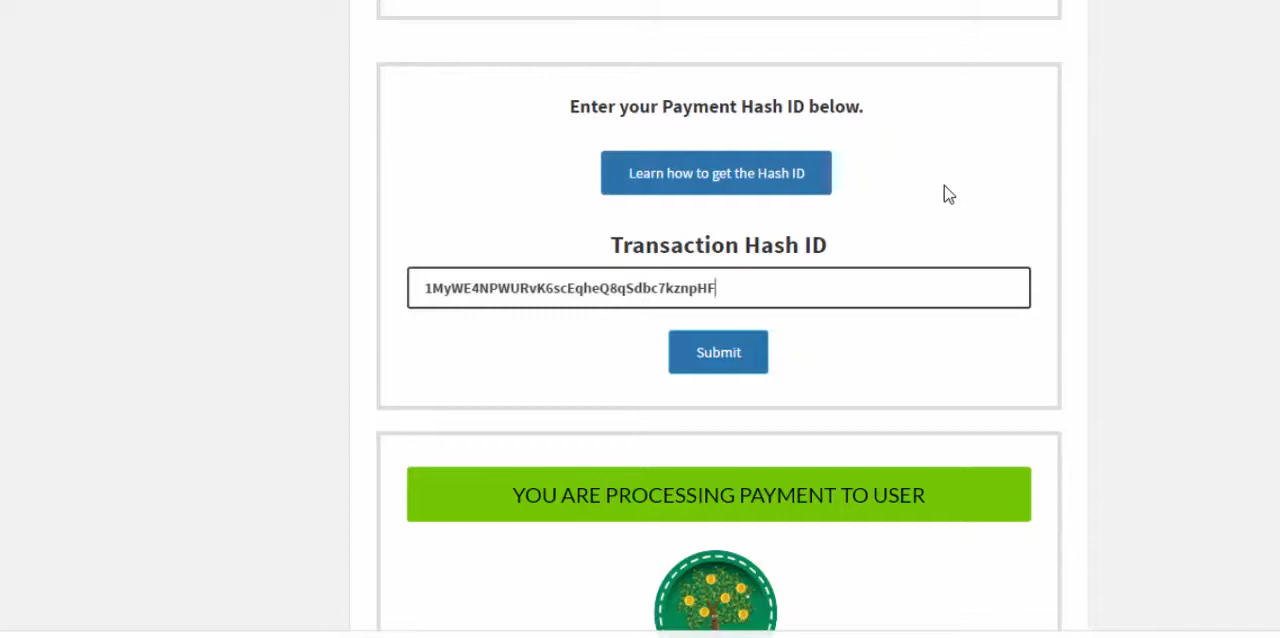 Enter your Payment Hash ID below.
Learn how to get the Hash ID
Transaction Hash ID
1MyWE4NPWURvK6scEqheQ8qSdbc7kznpHF
Submit
YOU ARE PROCESSING PAYMENT TO USER